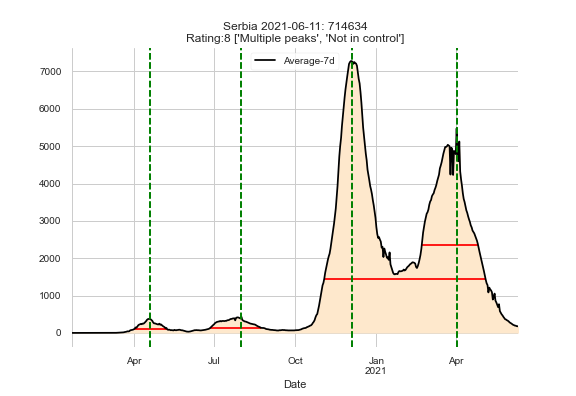 Serbia 2021-06-11: 714634
Rating:8 ['Multiple peaks', 'Not in control']
Average-7d
7000
6000
5000
4000
3000
2000
1000
0
Apr Jul Oct Jan Apr
2021
Date